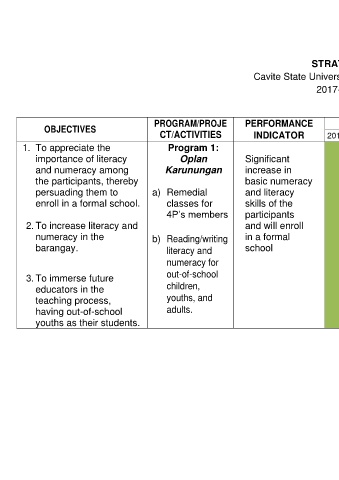 STRA
Cavite State Univers
2017-
OBJECTIVES
PROGRAM/PROJE
CT/ACTIVITIES
PERFORMANCE
INDICATOR
201
1. To appreciate the
importance of literacy
and numeracy among
the participants, thereby
persuading them to
enroll in a formal school.
2. To increase literacy and
numeracy in the
barangay.
3. To immerse future
educators in the
teaching process,
having out-of-school
youths as their students.
Program 1:
Oplan
Karunungan
a) Remedial
classes for
4P's members
b) Reading/writing
literacy and
numeracy for
out-of-school
children,
youths, and
adults.
Significant
increase in
basic numeracy
and literacy
skills of the
participants
and will enroll
in a formal
school